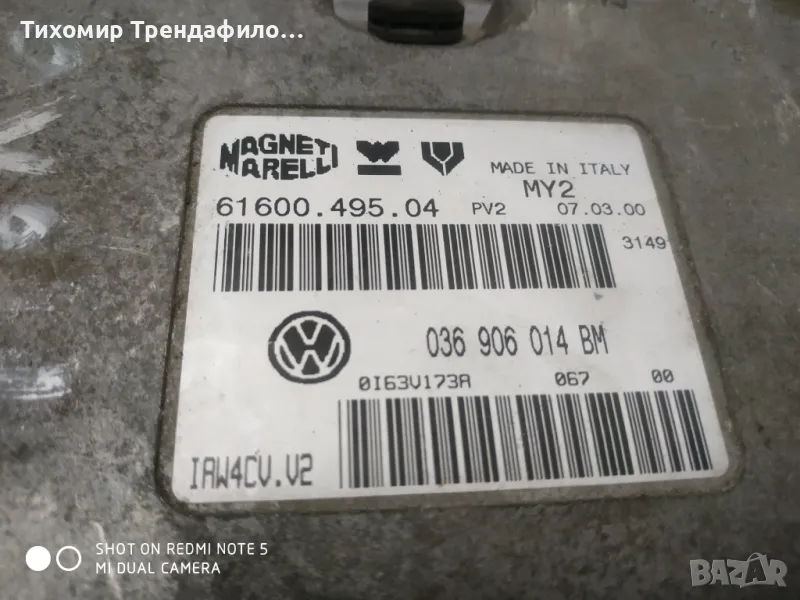 Тихомир Трендафило...
MAGNETI MARELLI
MADE IN ITALY
MY2
61600.495.04 PV2 07.03.00
3149
036 906 014 BM
0I63V173A 067 00
IAW4CV.V2
SHOT ON REDMI NOTE 5
MI DUAL CAMERA
BAZAR